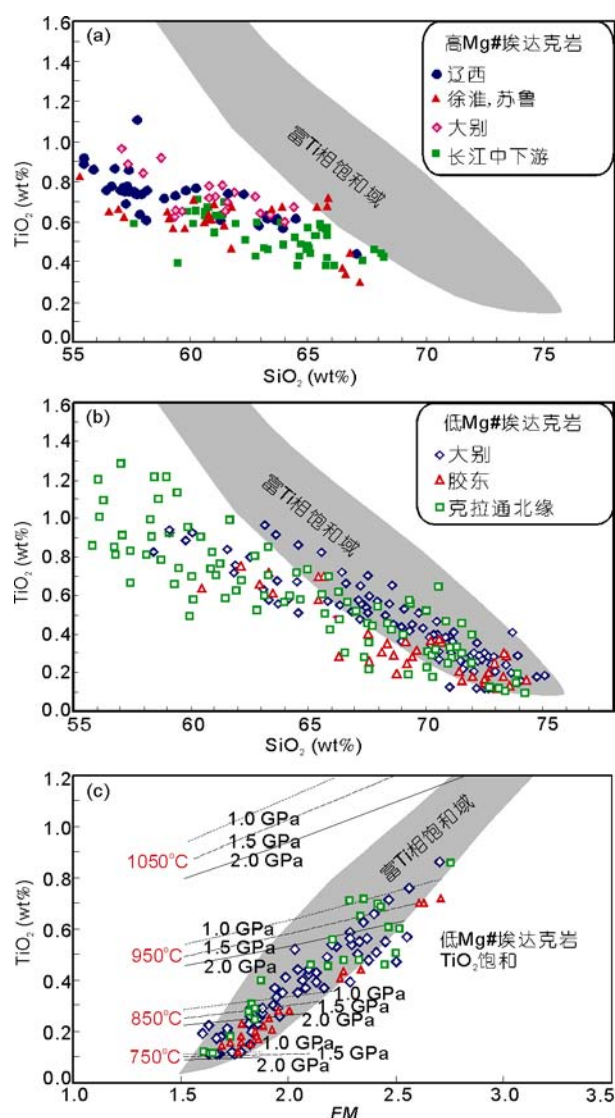 (a)
高Mg#埃达克岩
辽西
徐淮,苏鲁
大别
长江中下游
富Ti相饱和域
TiO₂ (wt%)
1.6
1.4
1.2
1.0
0.8
0.6
0.4
0.2
0.0
55
60
65
70
75
SiO₂ (wt%)
(b)
低Mg#埃达克岩
大别
胶东
克拉通北缘
富Ti相饱和域
TiO₂ (wt%)
1.6
1.4
1.2
1.0
0.8
0.6
0.4
0.2
0.0
60
65
70
75
SiO₂ (wt%)
(c)
富Ti相饱和域
低Mg#埃达克岩
TiO₂饱和
TiO₂ (wt%)
1.2
1.0
0.8
0.6
0.4
0.2
0.0
1.0 GPa
1.5 GPa
2.0 GPa
1050°C
1.0 GPa
1.5 GPa
2.0 GPa
950°C
1.0 GPa
1.5 GPa
2.0 GPa
850°C
1.0 GPa
1.5 GPa
2.0 GPa
750°C
1.0
1.5
2.0
2.5
3.0
3.5
FM